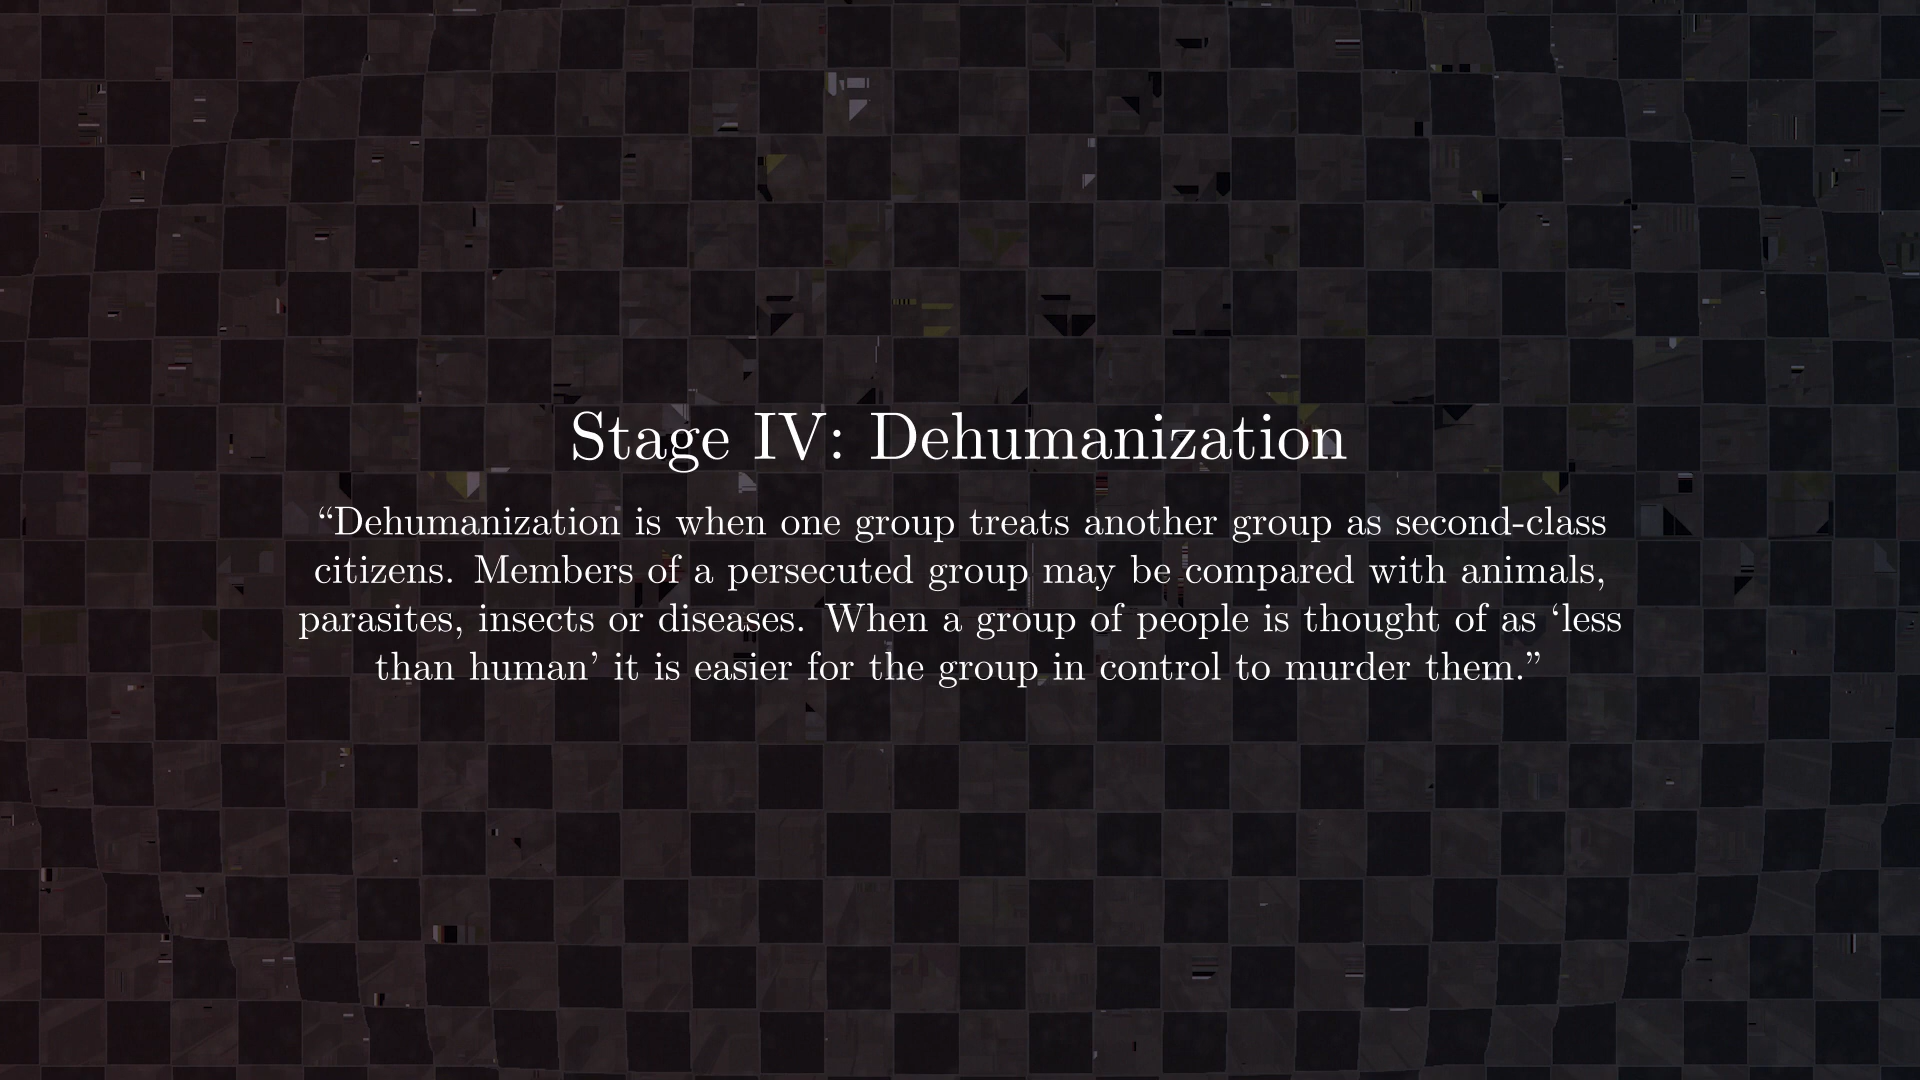 Stage IV: Dehumanization
“Dehumanization is when one group treats another group as second-class
citizens. Members of a persecuted group may be compared with animals,
parasites, insects or diseases. When a group of people is thought of as ‘less
than human’ it is easier for the group in control to murder them.”